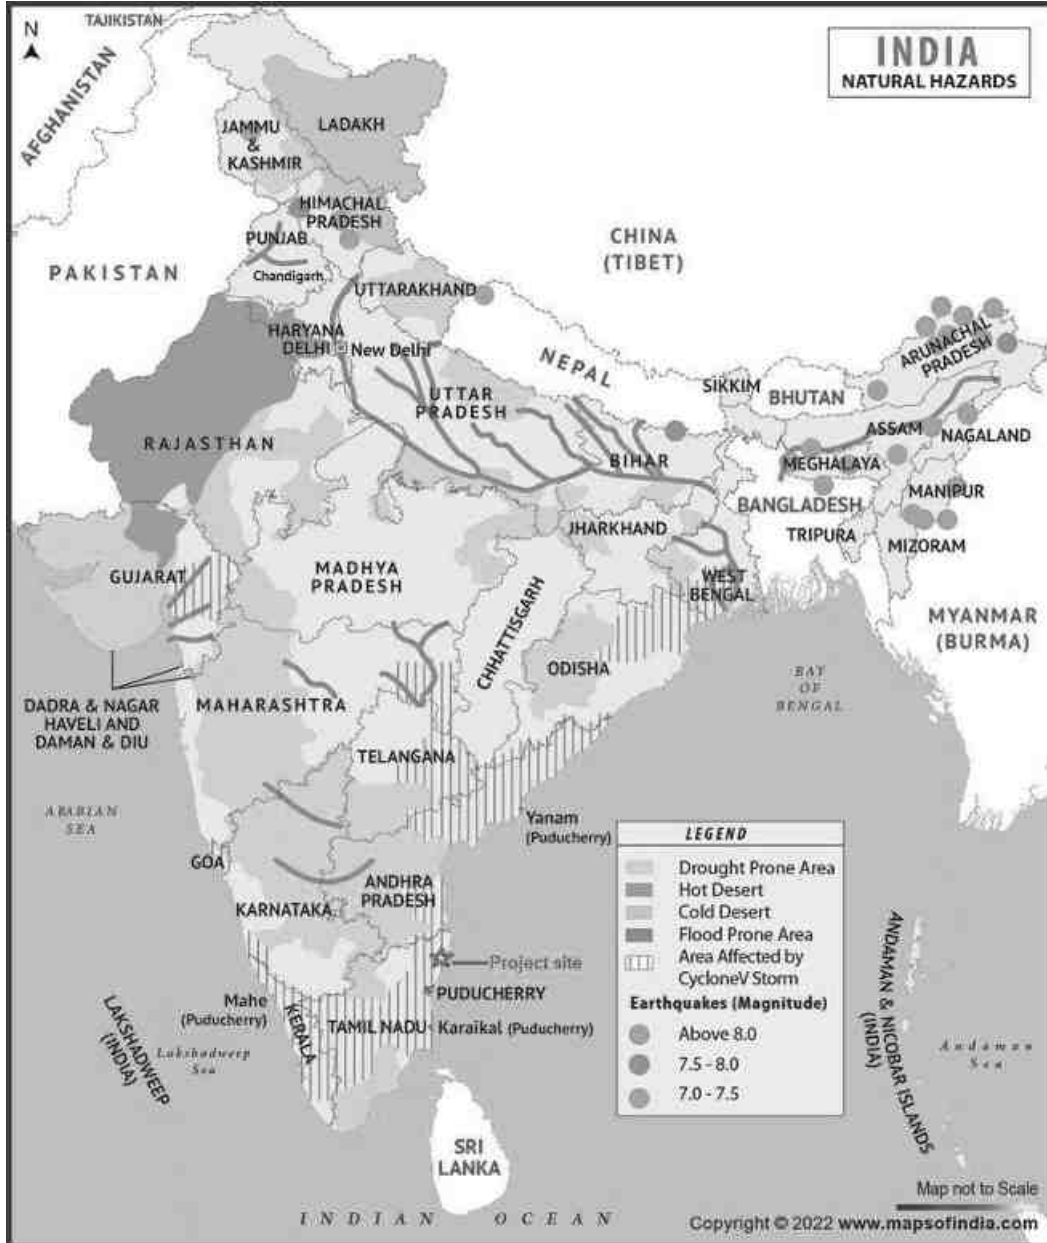 N
TAJIKISTAN
AFGHANISTAN
INDIA
NATURAL HAZARDS
JAMMU
&
KASHMIR
LADAKH
HIMACHAL
PRADESH
PUNJAB
Chandigarh
PAKISTAN
CHINA
(TIBET)
UTTARAKHAND
HARYANA
DELHI
New Delhi
NEPAL
SIKKIM
BHUTAN
ARUNACHAL
PRADESH
UTTAR
PRADESH
RAJASTHAN
BIHAR
ASSAM
NAGALAND
MEGHALAYA
MANIPUR
BANGLADESH
TRIPURA
MIZORAM
JHARKHAND
GUJARAT
MADHYA
PRADESH
WEST
BENGAL
CHHATTISGARH
MYANMAR
(BURMA)
ODISHA
BAY
OF
BENGAL
DADRA & NAGAR
HAVELI AND
DAMAN & DIU
MAHARASHTRA
TELANGANA
ARABIAN
SEA
Yanam
(Puducherry)
GOA
ANDHRA
PRADESH
KARNATAKA
LEGEND
Drought Prone Area
Hot Desert
Cold Desert
Flood Prone Area
Area Affected by
CycloneV Storm
Earthquakes (Magnitude)
Above 8.0
7.5 - 8.0
7.0 - 7.5
Project site
PUDUCHERRY
Mahe
(Puducherry)
KERALA
TAMIL NADU
Karaikal (Puducherry)
LAKSHADWEEP
(INDIA)
Lakshadweep
Sea
ANDAMAN & NICOBAR ISLANDS
(INDIA)
Andaman
Sea
SRI
LANKA
INDIAN OCEAN
Map not to Scale
Copyright © 2022 www.mapsofindia.com